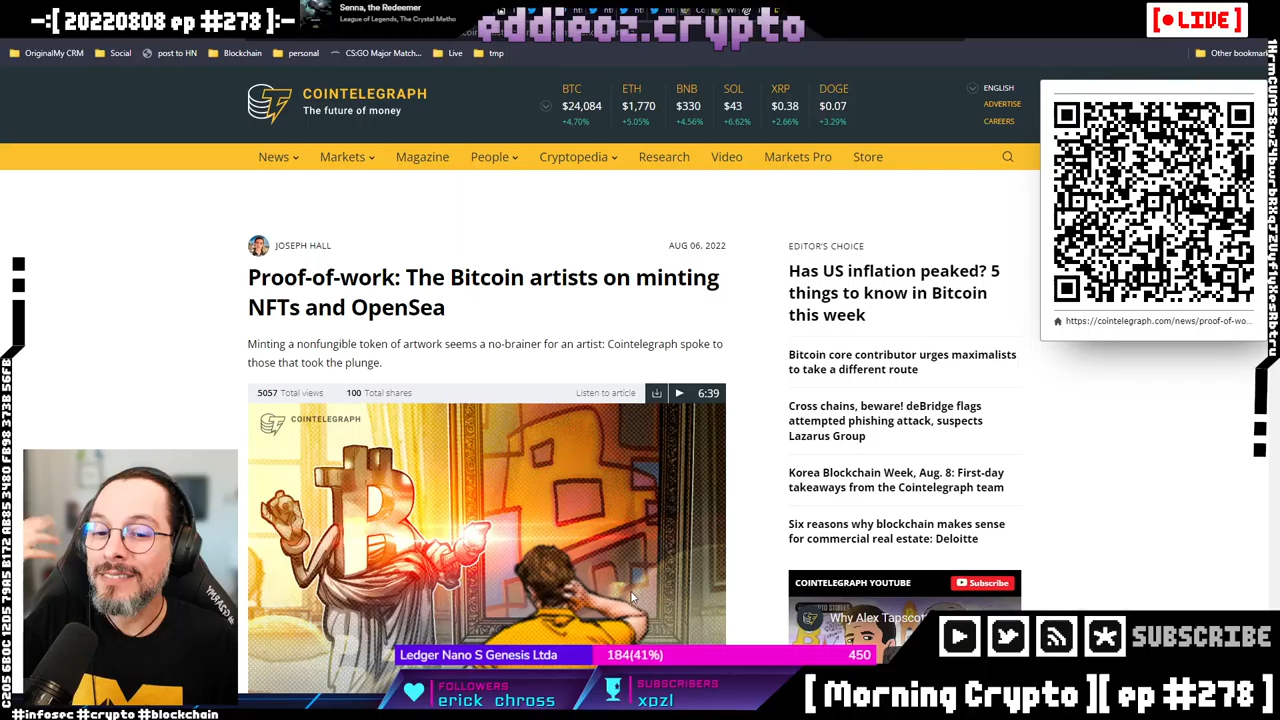 -:[ 20220808 ep #278 ]:-
Senna, the Redeemer
League of Legends, The Crystal Metho
eddieoz.crypto
[● LIVE ]
OriginalMy CRM
Social
post to HN
Blockchain
personal
CS:GO Major Match...
Live
tmp
Other bookmar
COINTELEGRAPH
The future of money
BTC ETH BNB SOL XRP DOGE
$24,084 $1,770 $330 $43 $0.38 $0.07
+4.70% +5.05% +4.56% +6.62% +2.66% +3.29%
ENGLISH
ADVERTISE
CAREERS
News Markets Magazine People Cryptopedia Research Video Markets Pro Store
JOSEPH HALL
AUG 06, 2022
Proof-of-work: The Bitcoin artists on minting
NFTs and OpenSea
Minting a nonfungible token of artwork seems a no-brainer for an artist: Cointelegraph spoke to
those that took the plunge.
5057 Total views 100 Total shares Listen to article 6:39
COINTELEGRAPH
EDITOR'S CHOICE
Has US inflation peaked? 5
things to know in Bitcoin
this week
Bitcoin core contributor urges maximalists
to take a different route
Cross chains, beware! deBridge flags
attempted phishing attack, suspects
Lazarus Group
Korea Blockchain Week, Aug. 8: First-day
takeaways from the Cointelegraph team
Six reasons why blockchain makes sense
for commercial real estate: Deloitte
COINTELEGRAPH YOUTUBE
Subscribe
Why Alex Tapscot
https://cointelegraph.com/news/proof-of-wo...
Ledger Nano S Genesis Ltda 184(41%) 450
FOLLOWERS
erick_chross
SUBSCRIBERS
xpzl
SUBSCRIBE
[ Morning Crypto ][ ep #278 ]
#infosec #crypto #blockchain